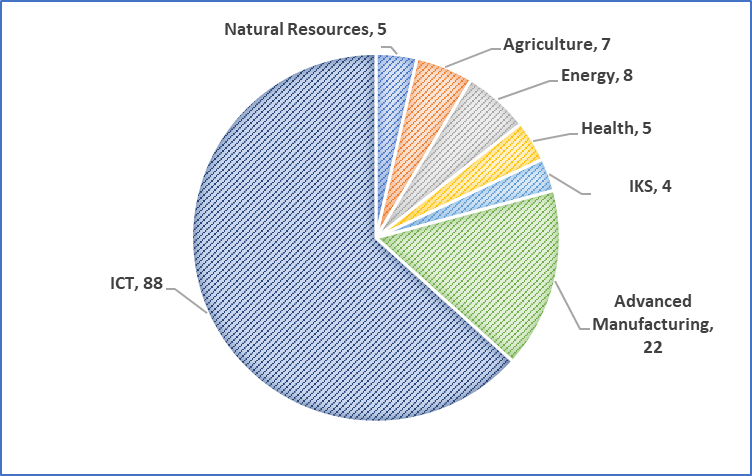 Natural Resources, 5
Agriculture, 7
Energy, 8
Health, 5
IKS, 4
Advanced
Manufacturing,
22
ICT, 88